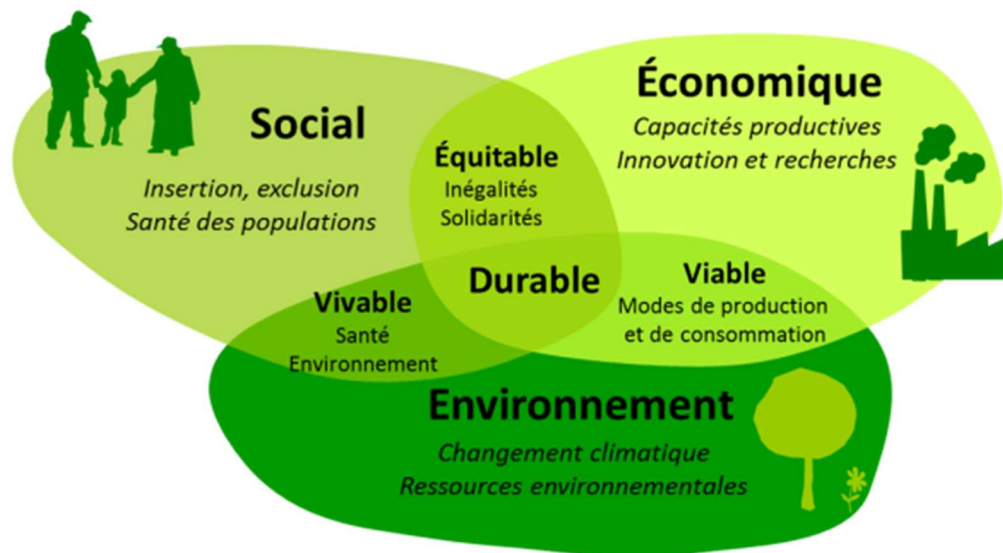 Social
Insertion, exclusion
Santé des populations
Économique
Capacités productives
Innovation et recherches
Équitable
Inégalités
Solidarités
Durable
Vivable
Santé
Environnement
Viable
Modes de production
et de consommation
Environnement
Changement climatique
Ressources environnementales